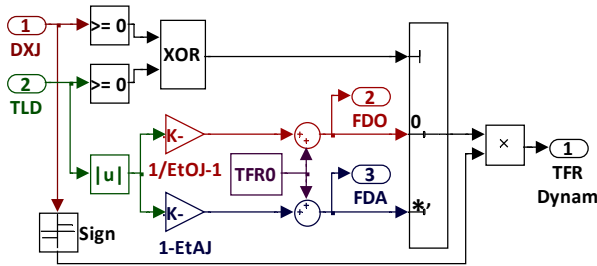 1
DXJ
>= 0
XOR
2
TLD
>= 0
2
FDO
0
K-
1/EtOJ-1
|u|
TFR0
×
1
TFR
Dynam
3
FDA
K-
1-EtAJ
*,
Sign